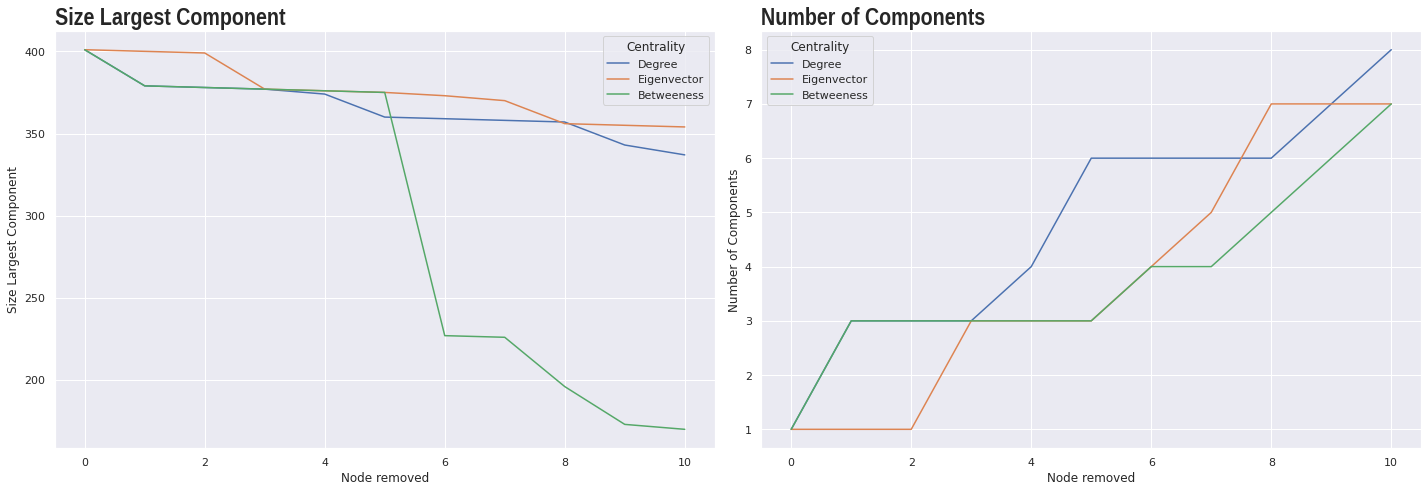 Size Largest Component
Size Largest Component
400
350
300
250
200
0
2
4
6
8
10
Node removed
Centrality
Degree
Eigenvector
Betweeness
Number of Components
Number of Components
8
7
6
5
4
3
2
1
0
2
4
6
8
10
Node removed
Centrality
Degree
Eigenvector
Betweeness